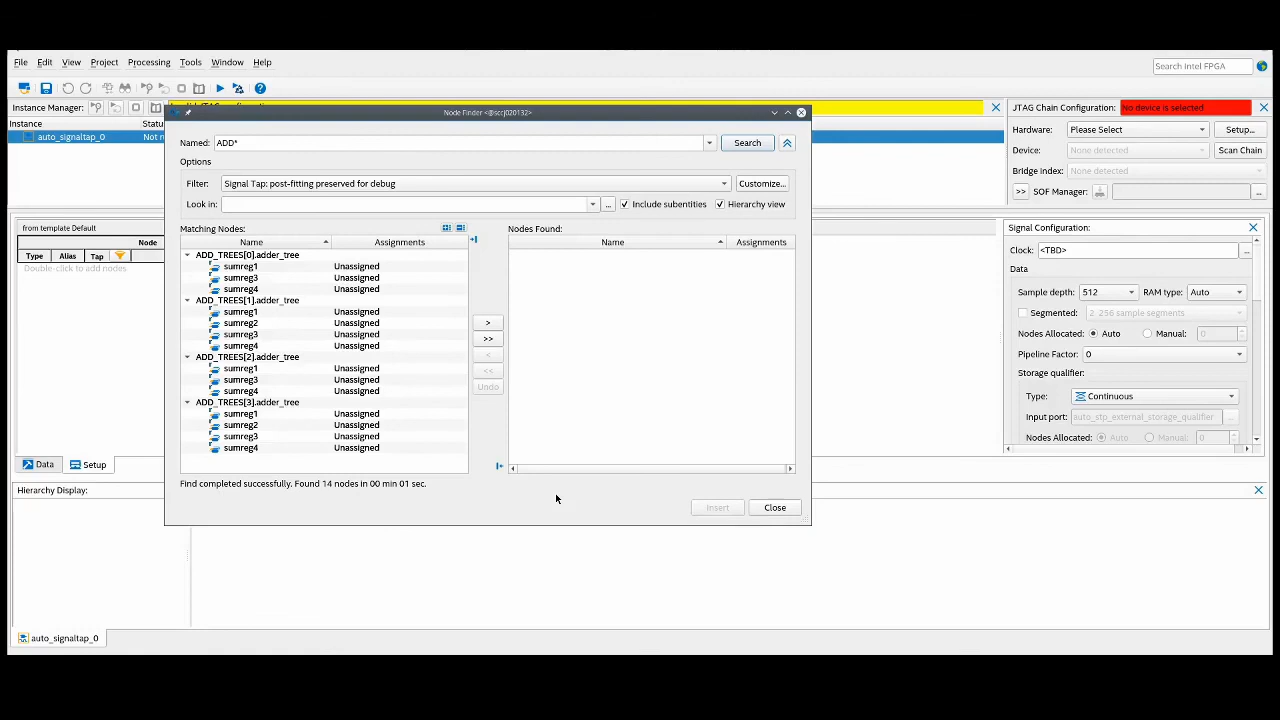 File Edit View Project Processing Tools Window Help
Search Intel FPGA
Instance Manager:
JTAG Chain Configuration: No device is selected
Node Finder <@sccj020132>
Instance Status
auto_signaltap_0
Named: ADD* Search
Options
Filter: Signal Tap: post-fitting preserved for debug Customize...
Look in: ... Include subentities Hierarchy view
Hardware: Please Select Setup...
Device: None detected Scan Chain
Bridge Index: None detected
>> SOF Manager: ...
from template Default
Node
Type Alias Tap
Double-click to add nodes
Matching Nodes:
Name Assignments
ADD_TREES[0].adder_tree
sumreg1 Unassigned
sumreg3 Unassigned
sumreg4 Unassigned
ADD_TREES[1].adder_tree
sumreg1 Unassigned
sumreg2 Unassigned
sumreg3 Unassigned
sumreg4 Unassigned
ADD_TREES[2].adder_tree
sumreg1 Unassigned
sumreg3 Unassigned
sumreg4 Unassigned
ADD_TREES[3].adder_tree
sumreg1 Unassigned
sumreg2 Unassigned
sumreg3 Unassigned
sumreg4 Unassigned
>
>>
<
<<
Undo
Nodes Found:
Name Assignments
Find completed successfully. Found 14 nodes in 00 min 01 sec.
Insert Close
Signal Configuration:
Clock: <TBD> ...
Data
Sample depth: 512 RAM type: Auto
Segmented: 2 256 sample segments
Nodes Allocated: Auto Manual: 0
Pipeline Factor: 0
Storage qualifier:
Type: Continuous
Input port: auto_stp_external_storage_qualifier ...
Nodes Allocated: Auto Manual: 0
Data Setup
Hierarchy Display:
auto_signaltap_0